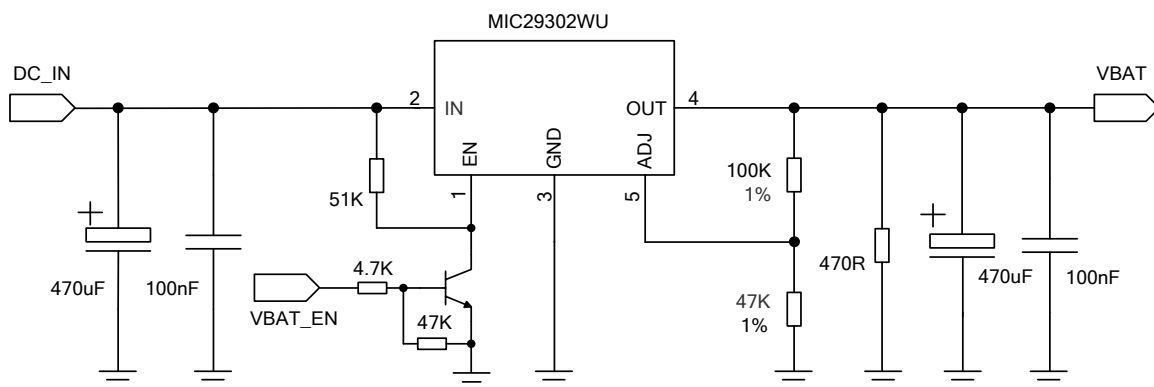 MIC29302WU
DC_IN
VBAT
2
IN
OUT
4
EN
GND
ADJ
1
3
5
51K
100K
1%
470uF
100nF
4.7K
VBAT_EN
47K
47K
1%
470R
470uF
100nF